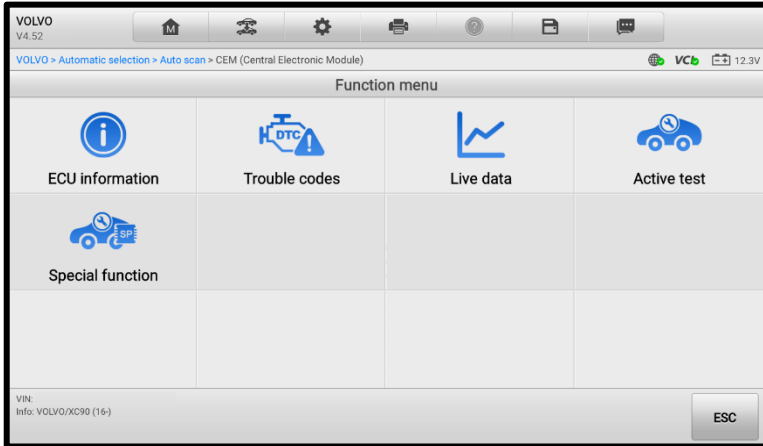 VOLVO
V4.52
M
VOLVO > Automatic selection > Auto scan > CEM (Central Electronic Module)
VCI
12.3V
Function menu
DTC
ECU information
Trouble codes
Live data
Active test
SP
Special function
VIN:
Info: VOLVO/XC90 (16-)
ESC